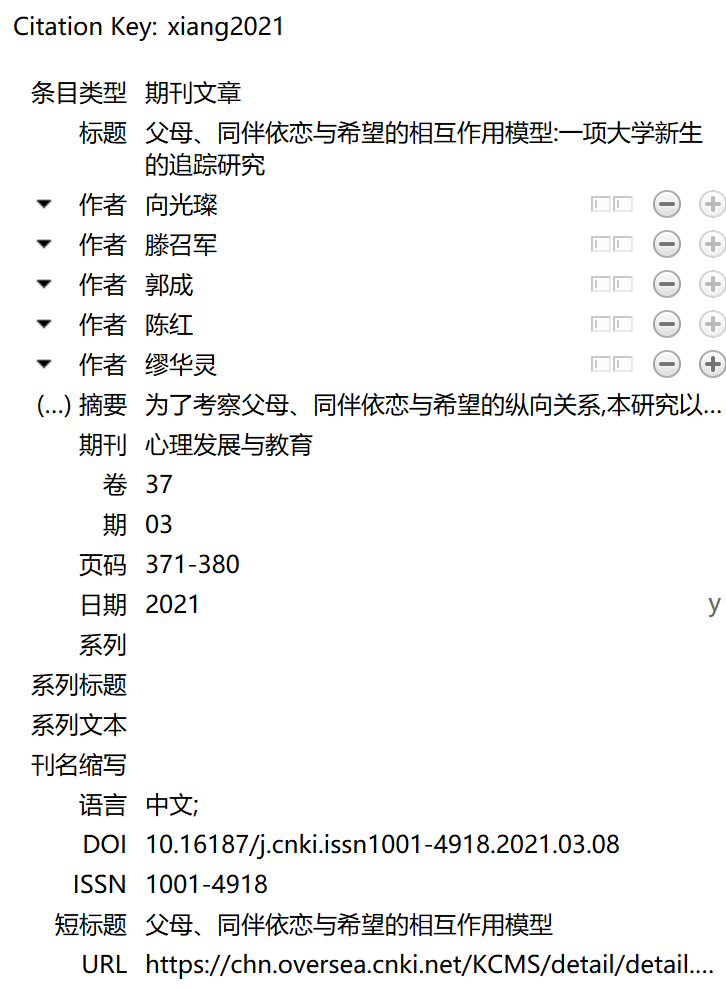 Citation Key: xiang2021
条目类型 期刊文章
标题 父母、同伴依恋与希望的相互作用模型:一项大学新生
的追踪研究
作者 向光璨
作者 滕召军
作者 郭成
作者 陈红
作者 缪华灵
(...) 摘要 为了考察父母、同伴依恋与希望的纵向关系,本研究以...
期刊 心理发展与教育
卷 37
期 03
页码 371-380
日期 2021 y
系列
系列标题
系列文本
刊名缩写
语言 中文;
DOI 10.16187/j.cnki.issn1001-4918.2021.03.08
ISSN 1001-4918
短标题 父母、同伴依恋与希望的相互作用模型
URL https://chn.oversea.cnki.net/KCMS/detail/detail....